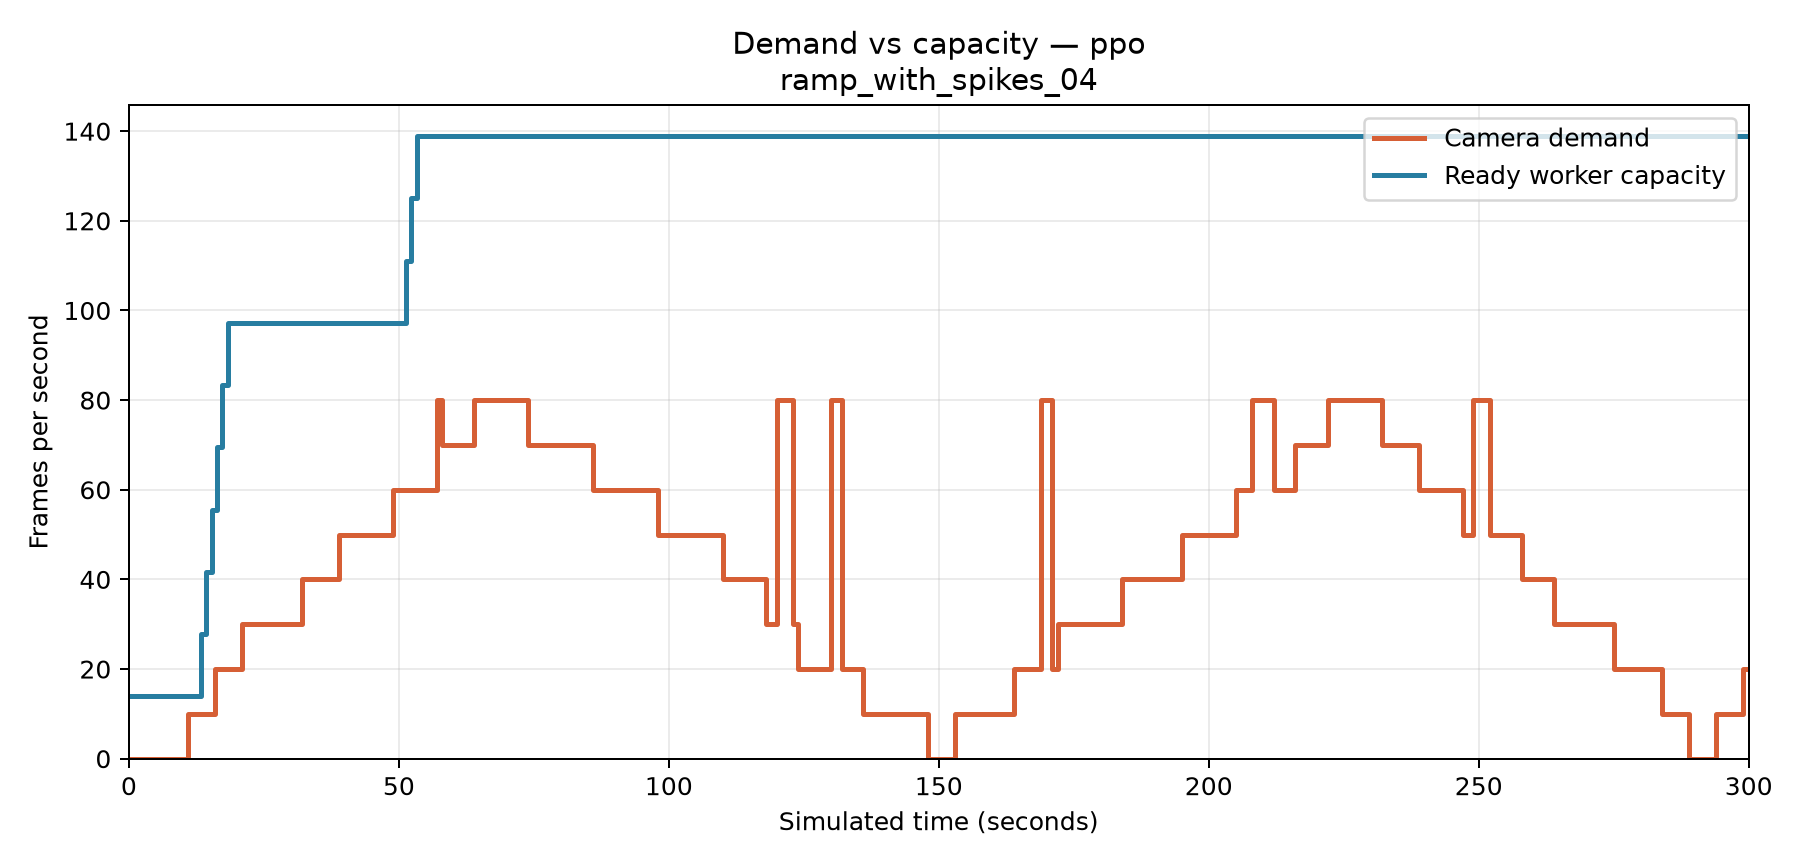 Demand vs capacity — ppo
ramp_with_spikes_04
Camera demand
Ready worker capacity
Frames per second
140
120
100
80
60
40
20
0
0 50 100 150 200 250 300
Simulated time (seconds)